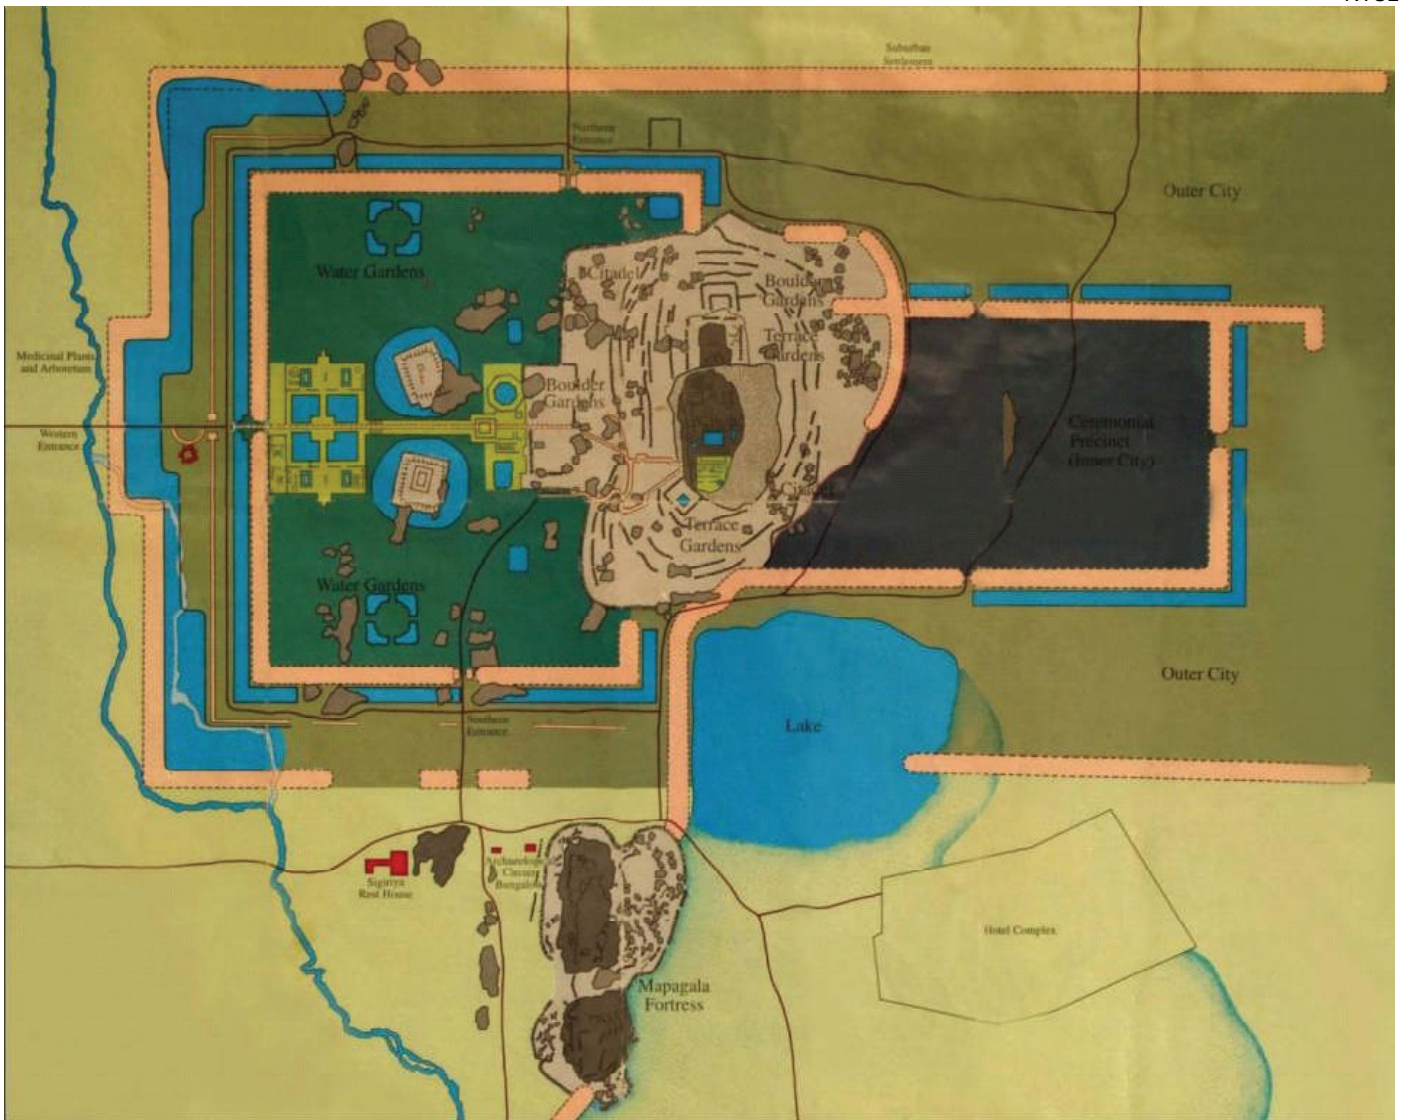 Suburban
Settlement
Northern
Entrance
Outer City
Water Gardens
Citadel
Boulder
Gardens
Terrace
Gardens
Medicinal Plants
and Arboretum
Boulder
Gardens
Western
Entrance
Ceremonial
Precinct
(Inner City)
Citadel
Terrace
Gardens
Water Gardens
Outer City
Southern
Entrance
Lake
Sigiriya
Rest House
Archaeological
Circuit
Bungalow
Hotel Complex
Mapagala
Fortress